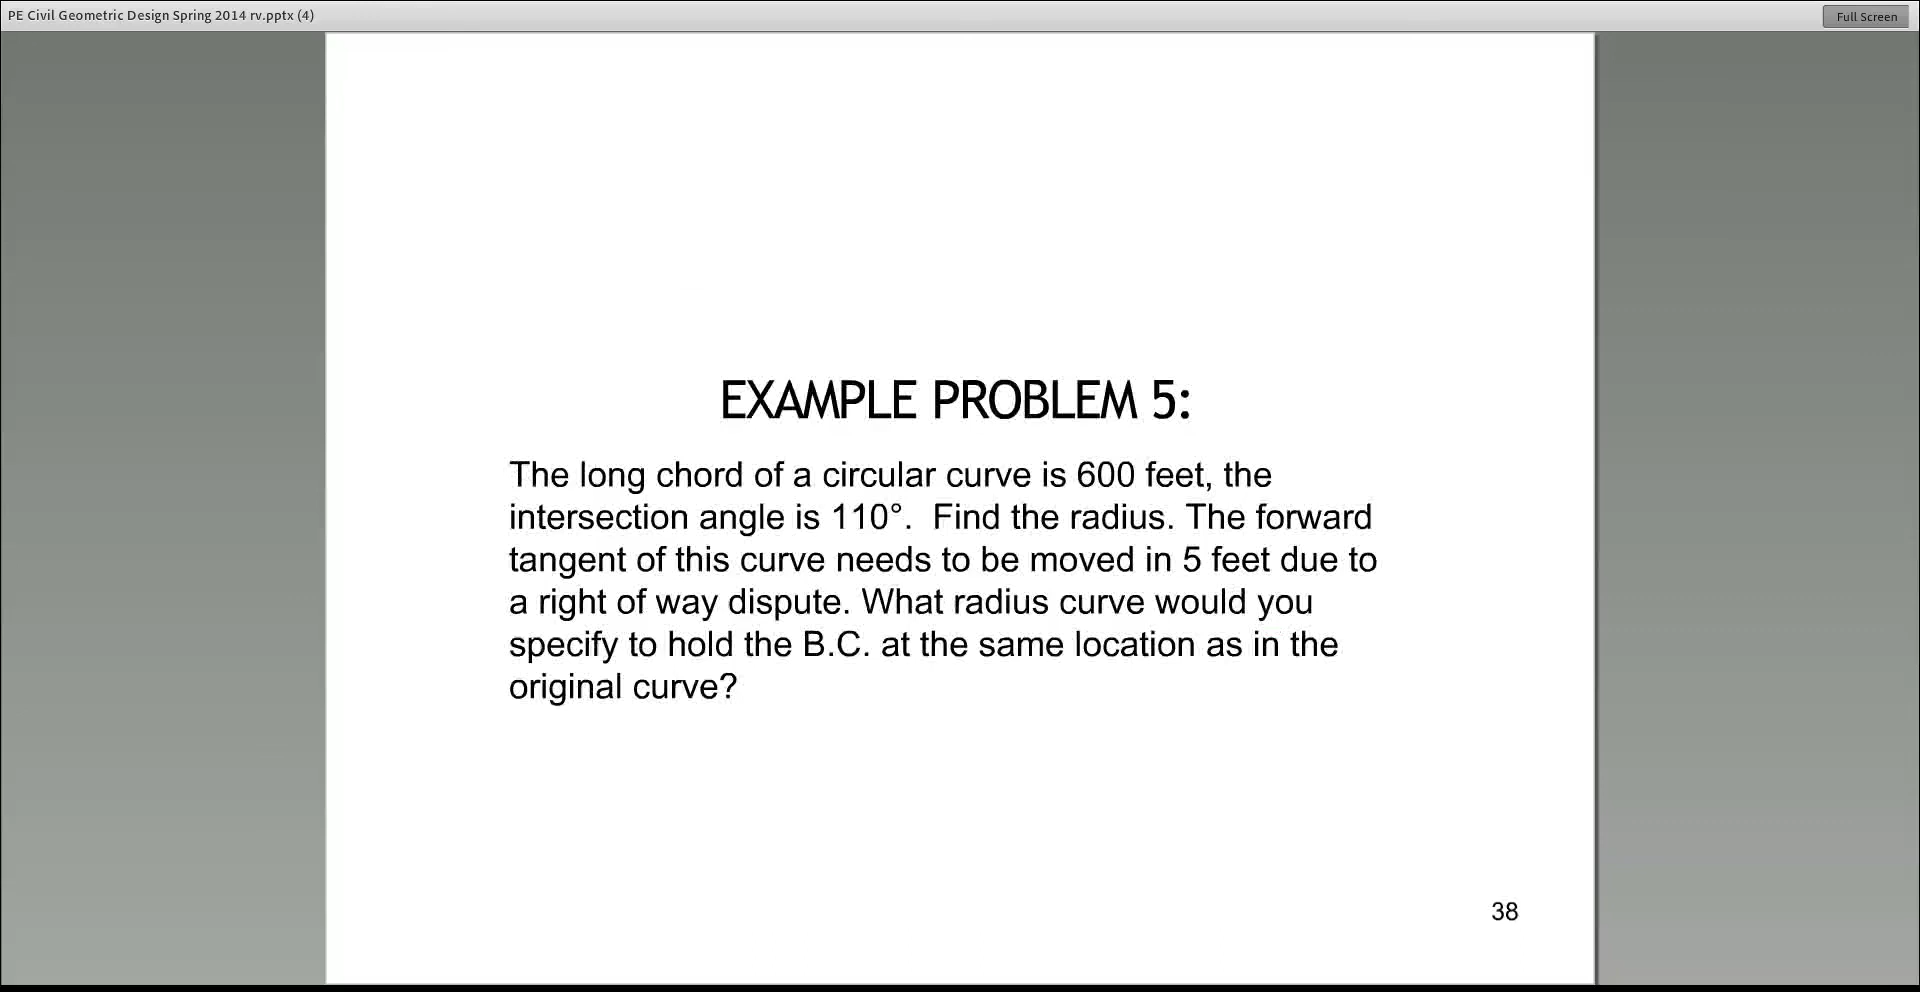 PE Civil Geometric Design Spring 2014 rv.pptx (4)
Full Screen
EXAMPLE PROBLEM 5:
The long chord of a circular curve is 600 feet, the
intersection angle is 110°.  Find the radius. The forward
tangent of this curve needs to be moved in 5 feet due to
a right of way dispute. What radius curve would you
specify to hold the B.C. at the same location as in the
original curve?
38